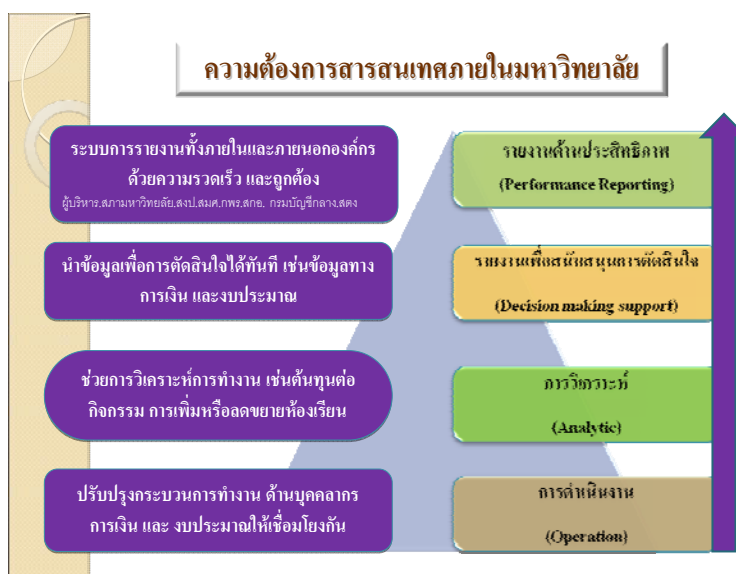 ความต้องการสารสนเทศภายในมหาวิทยาลัย
ระบบการรายงานทั้งภายในและภายนอกองค์กร
ด้วยความรวดเร็ว และถูกต้อง
ผู้บริหาร.สภามหาวิทยาลัย.สงป.สมศ.กพร.สกอ. กรมบัญชีกลาง.สตง
รายงานด้านประสิทธิภาพ
(Performance Reporting)
นำข้อมูลเพื่อการตัดสินใจได้ทันที เช่นข้อมูลทาง
การเงิน และงบประมาณ
รายงานเพื่อสนับสนุนการตัดสินใจ
(Decision making support)
ช่วยการวิเคราะห์การทำงาน เช่นต้นทุนต่อ
กิจกรรม การเพิ่มหรือลดขยายห้องเรียน
การวิเคราะห์
(Analytic)
ปรับปรุงกระบวนการทำงาน ด้านบุคคลากร
การเงิน และ งบประมาณให้เชื่อมโยงกัน
การดำเนินงาน
(Operation)